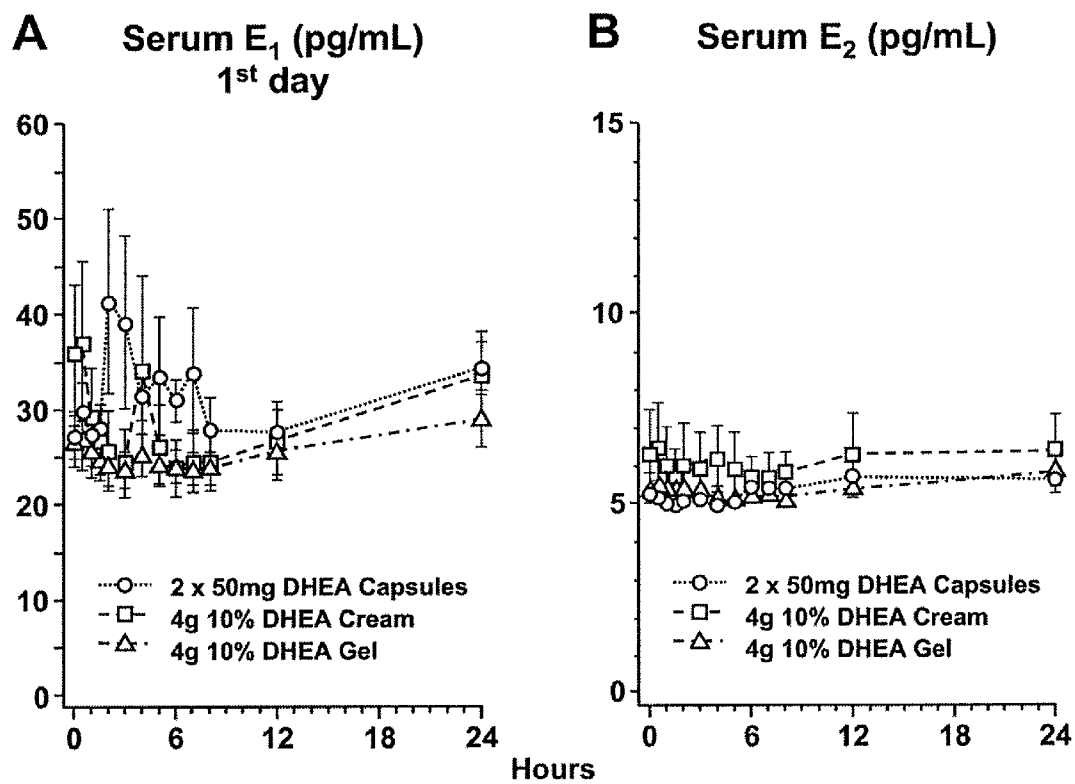 A
Serum E₁ (pg/mL)
1ˢᵗ day
60
50
40
30
20
10
0
0
6
12
18
24
2 x 50mg DHEA Capsules
4g 10% DHEA Cream
4g 10% DHEA Gel
B
Serum E₂ (pg/mL)
15
10
5
0
0
6
12
18
24
2 x 50mg DHEA Capsules
4g 10% DHEA Cream
4g 10% DHEA Gel
Hours